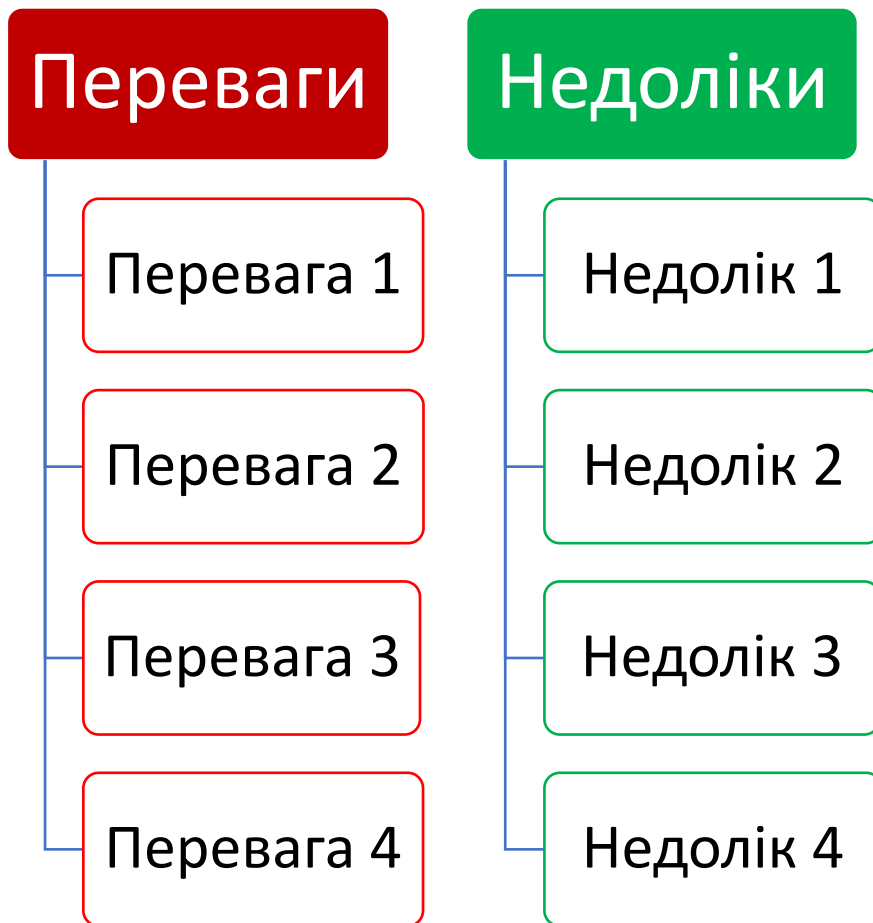 Переваги
Перевага 1
Перевага 2
Перевага 3
Перевага 4
Недоліки
Недолік 1
Недолік 2
Недолік 3
Недолік 4